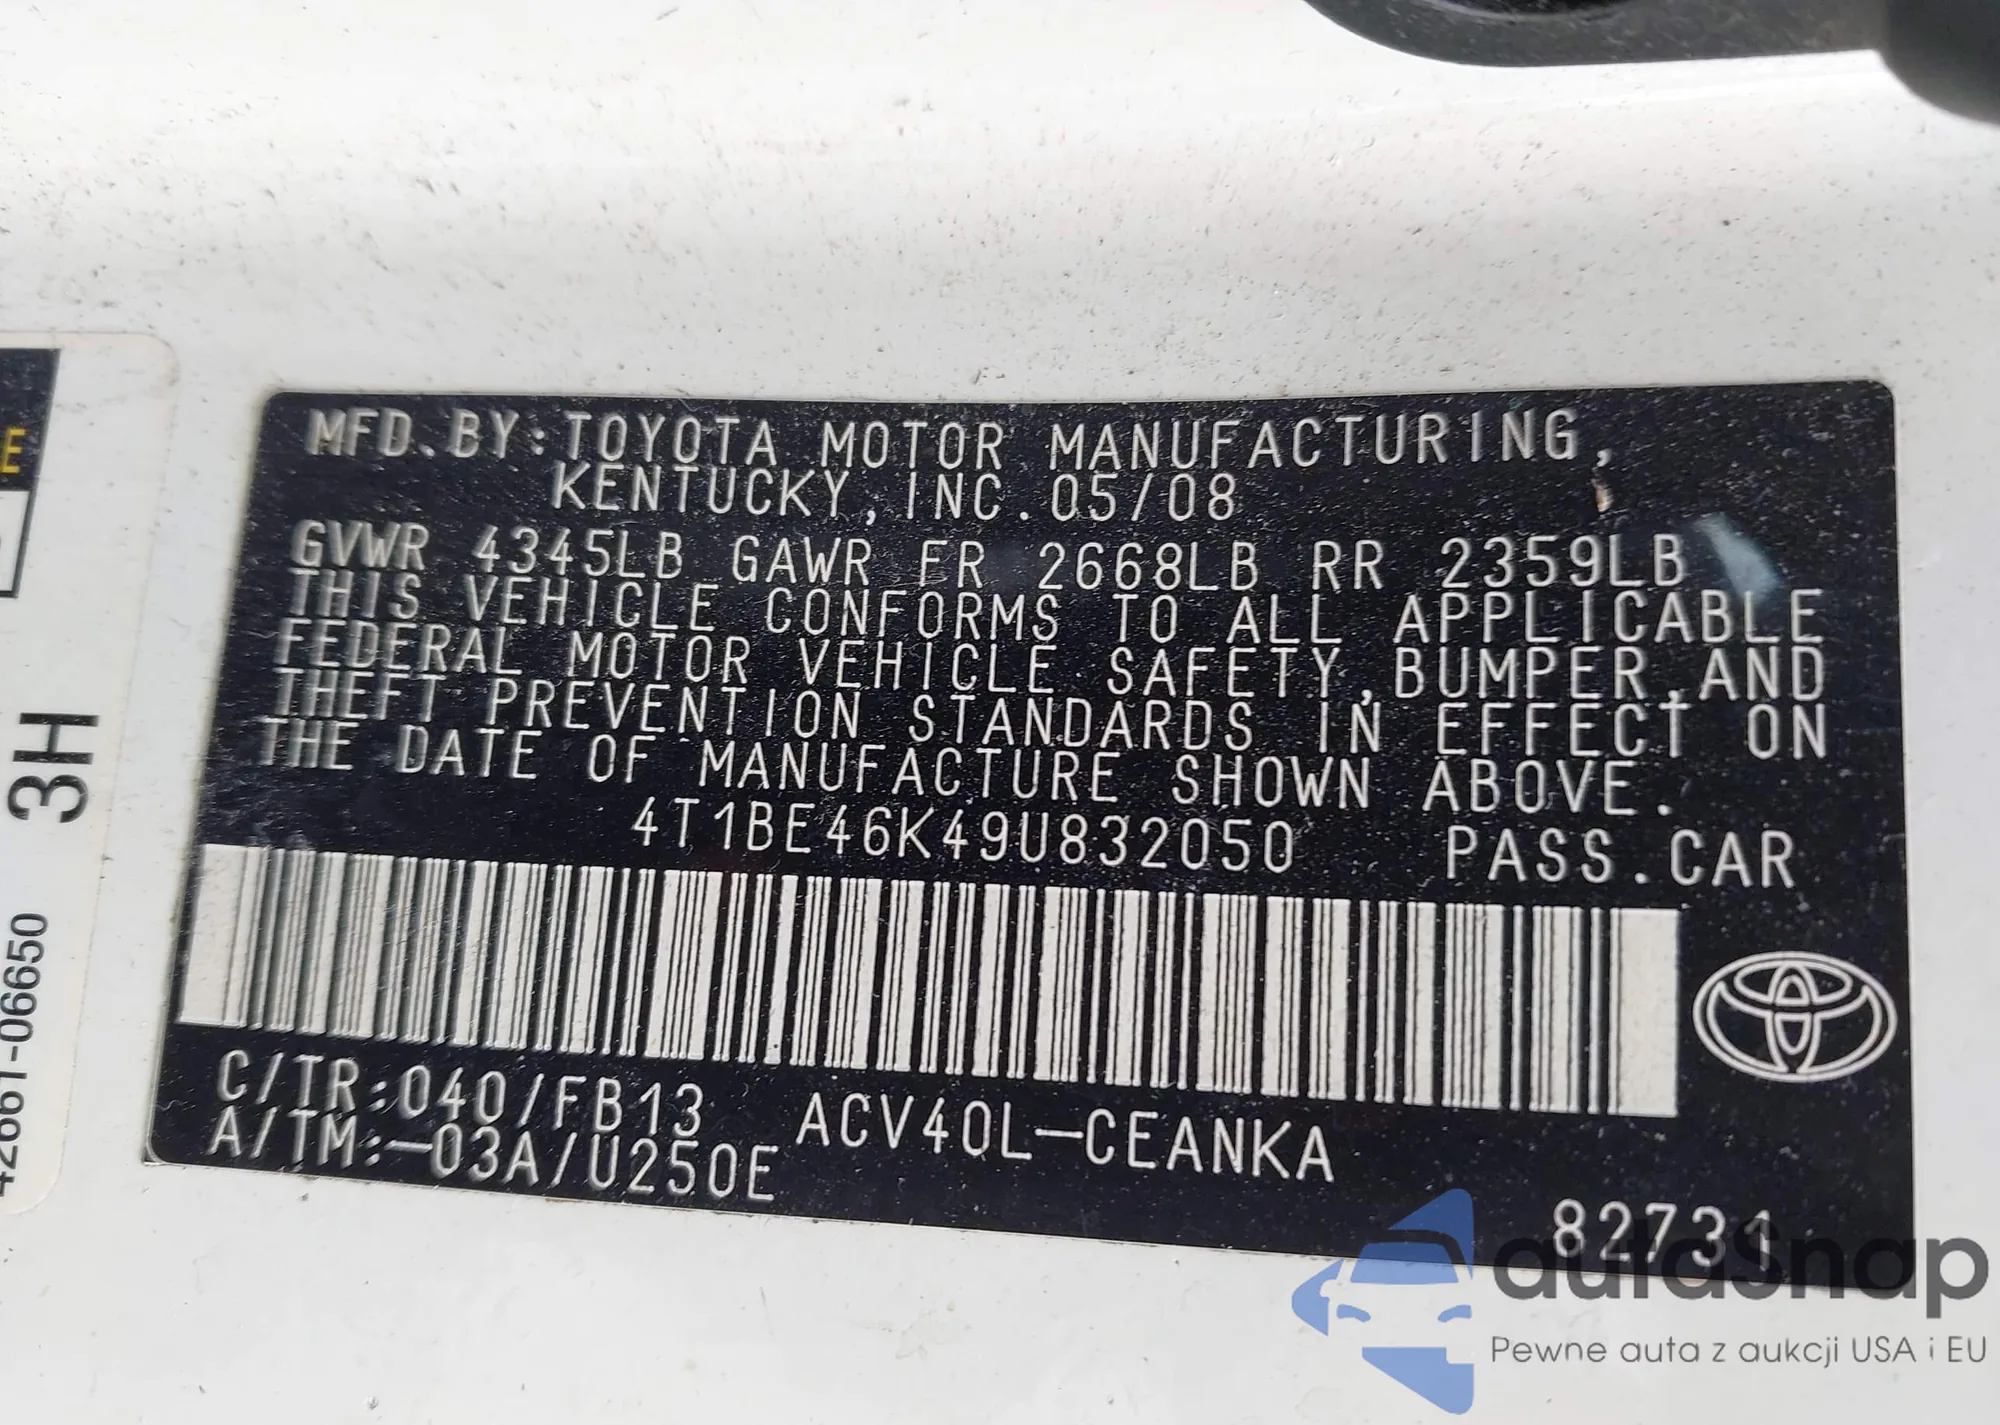 MFD.BY:TOYOTA MOTOR MANUFACTURING,
KENTUCKY,INC.05/08
GVWR 4345LB GAWR FR 2668LB RR 2359LB
THIS VEHICLE CONFORMS TO ALL APPLICABLE
FEDERAL MOTOR VEHICLE SAFETY,BUMPER,AND
THEFT PREVENTION STANDARDS IN EFFECT ON
THE DATE OF MANUFACTURE SHOWN ABOVE.
4T1BE46K49U832050 PASS.CAR
C/TR:040/FB13 ACV40L-CEANKA
A/TM:-03A/U250E
82731
E
3H
42661-06650
autoSnap
Pewne auta z aukcji USA i EU